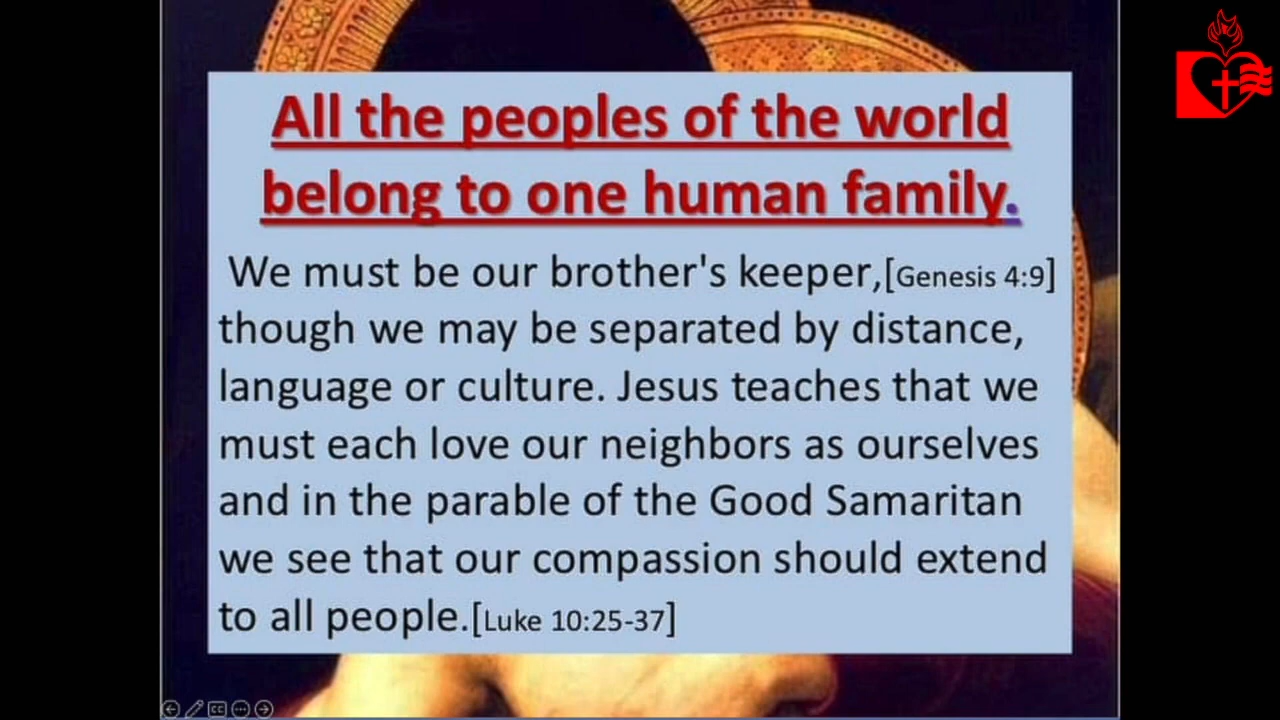 All the peoples of the world
belong to one human family.
We must be our brother's keeper,[Genesis 4:9]
though we may be separated by distance,
language or culture. Jesus teaches that we
must each love our neighbors as ourselves
and in the parable of the Good Samaritan
we see that our compassion should extend
to all people.[Luke 10:25-37]
CC